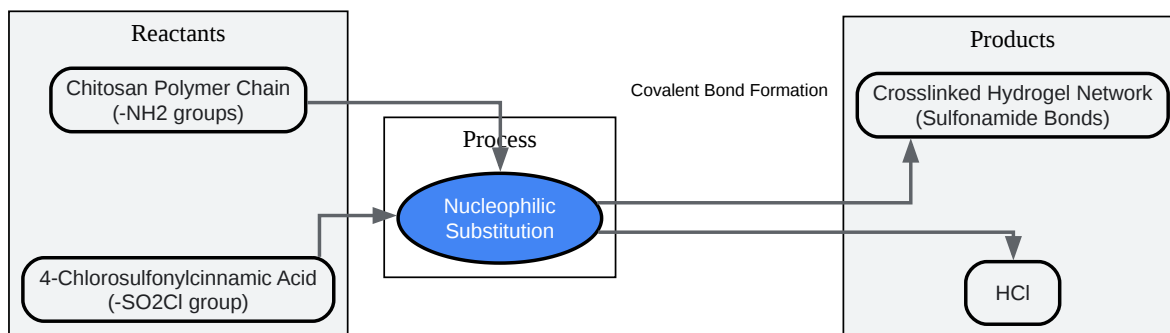 Reactants
Chitosan Polymer Chain
(-NH2 groups)
4-Chlorosulfonylcinnamic Acid
(-SO2Cl group)
Process
Nucleophilic
Substitution
Covalent Bond Formation
Products
Crosslinked Hydrogel Network
(Sulfonamide Bonds)
HCl